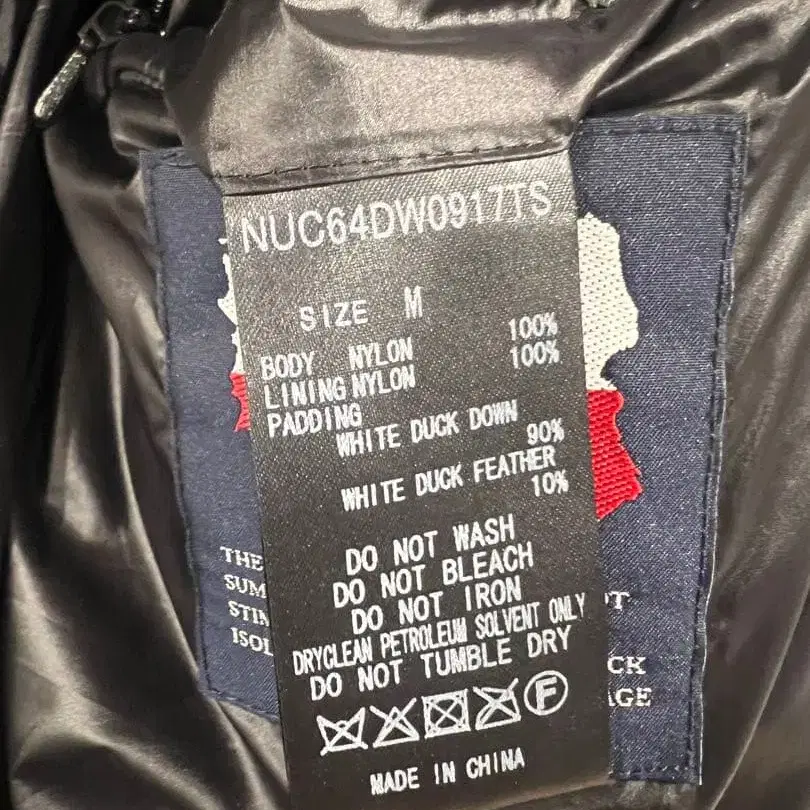 NUC64DW0917TS
SIZE M
BODY NYLON 100%
LINING NYLON 100%
PADDING
WHITE DUCK DOWN
90%
WHITE DUCK FEATHER
10%
DO NOT WASH
DO NOT BLEACH
DO NOT IRON
DRYCLEAN PETROLEUM SOLVENT ONLY
DO NOT TUMBLE DRY
F
MADE IN CHINA
THE